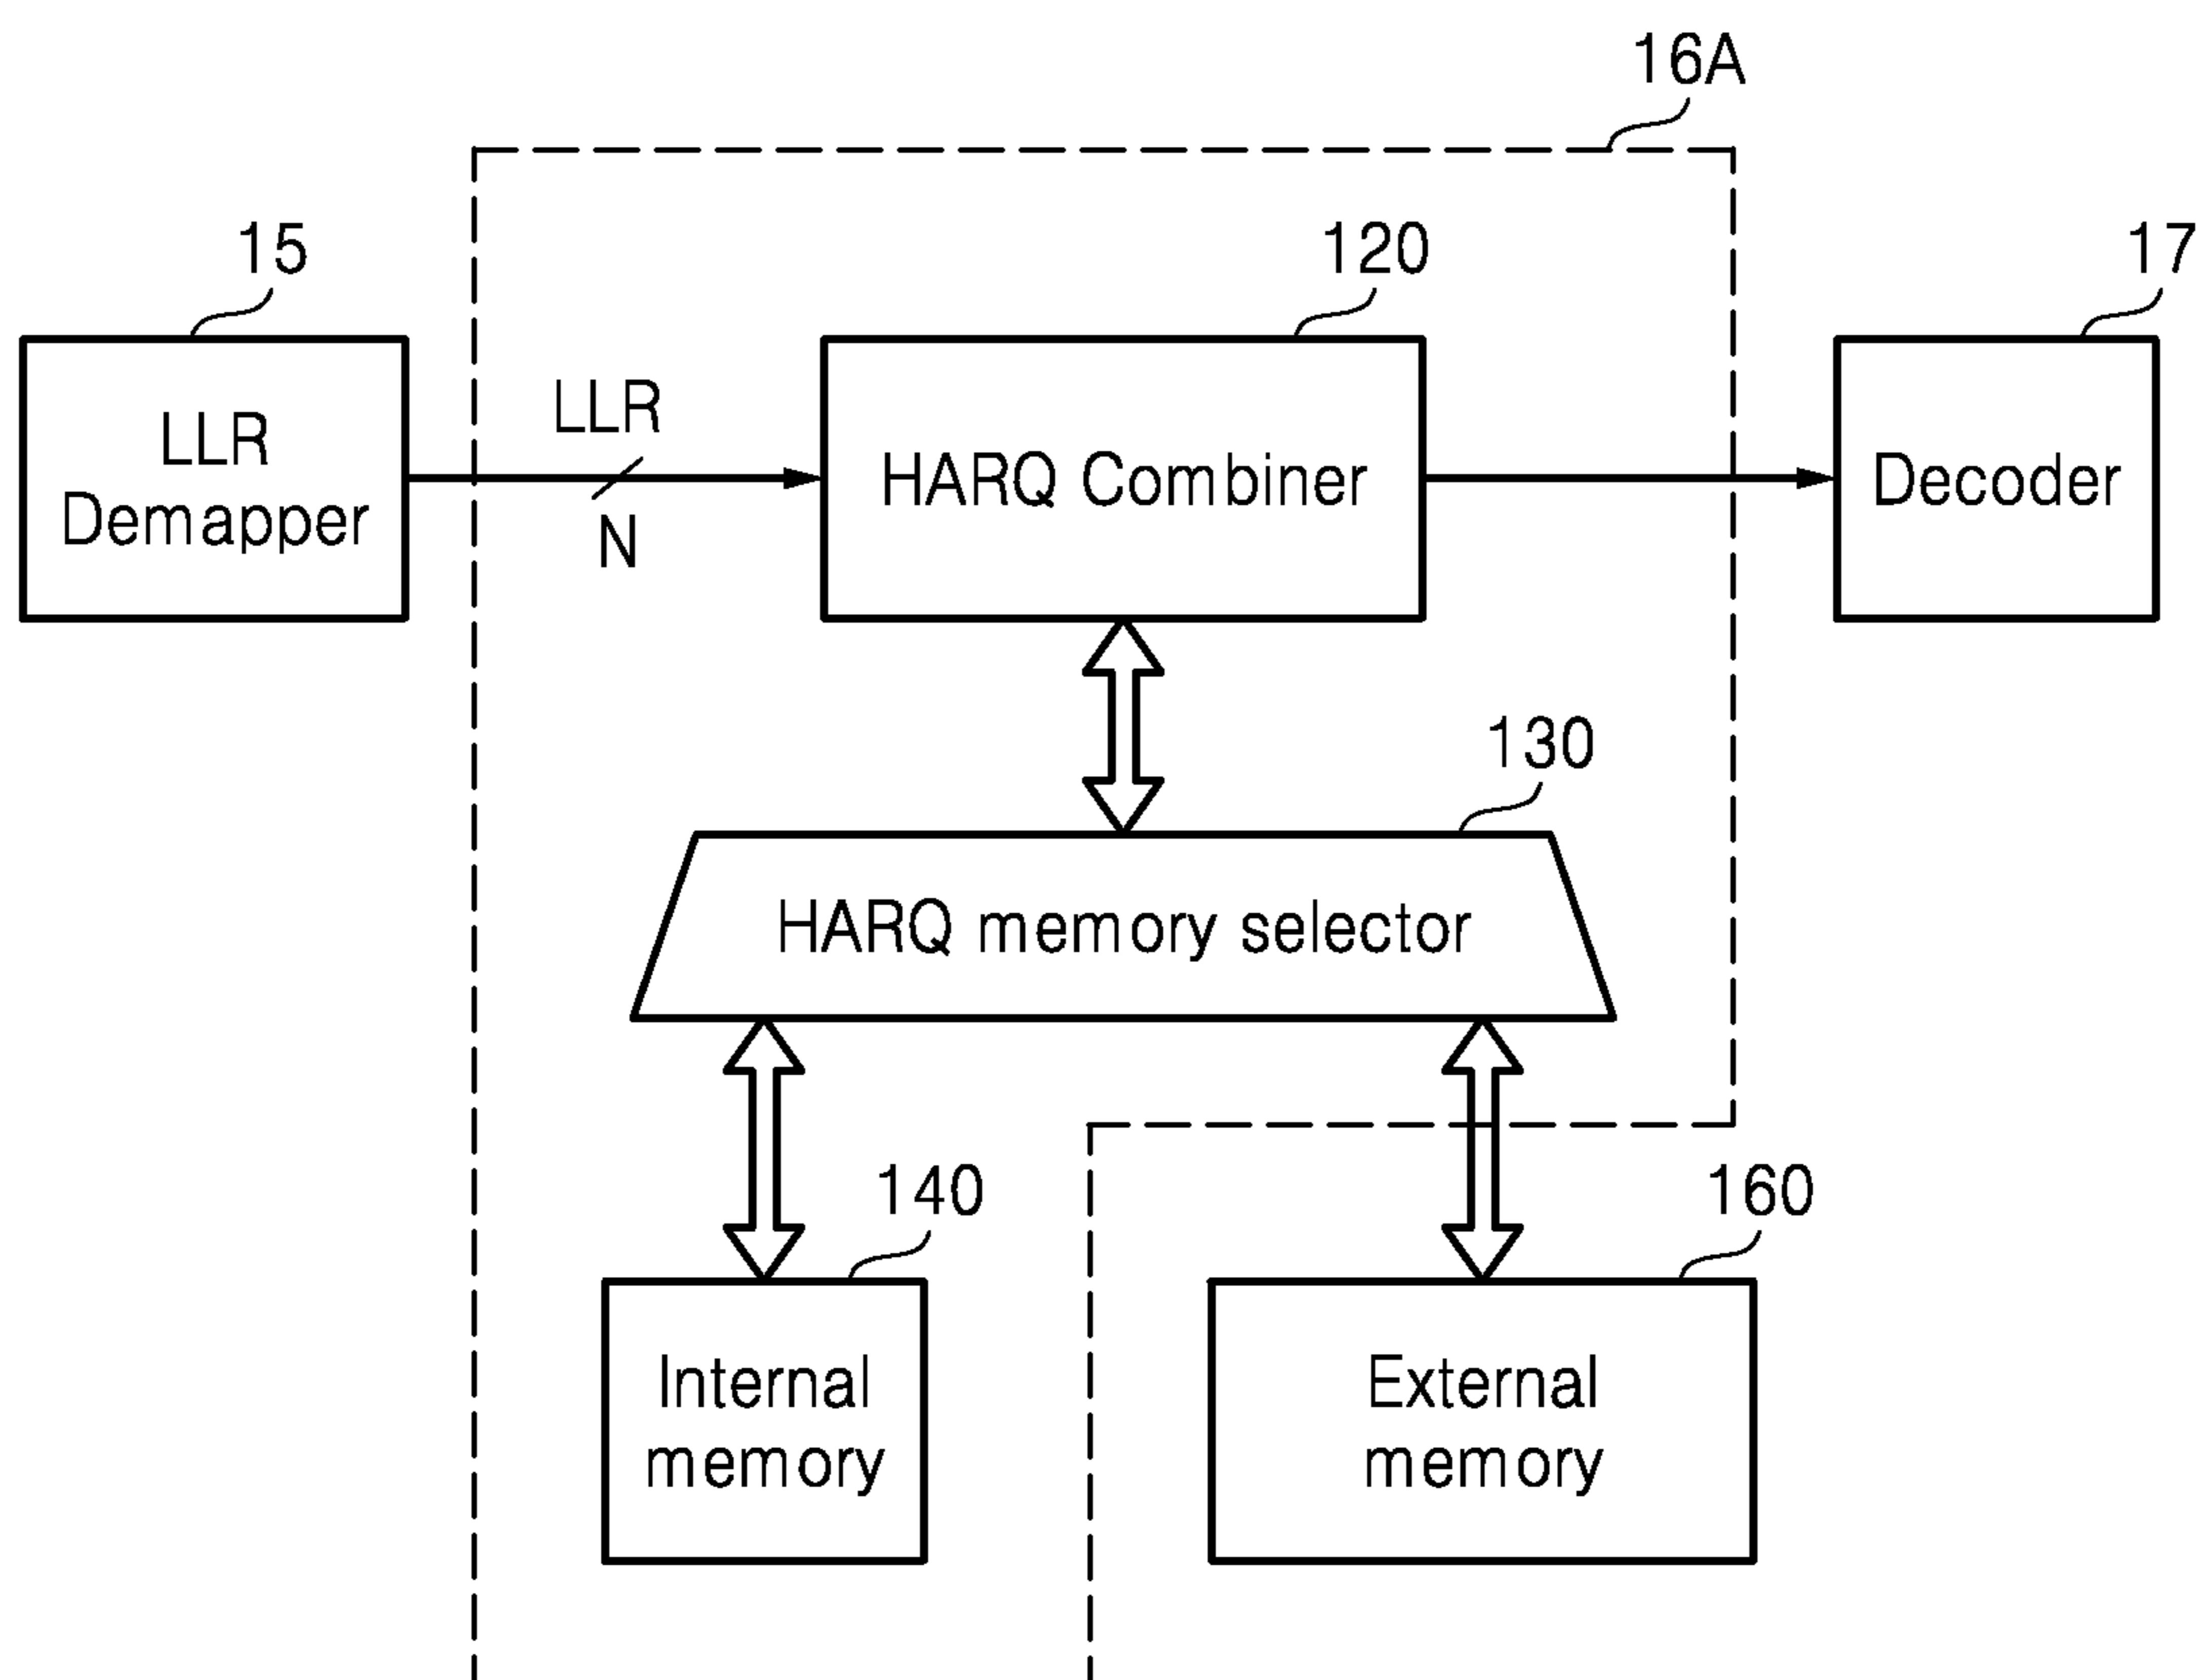 16A
15
120
17
LLR
Demapper
LLR
N
HARQ Combiner
Decoder
130
HARQ memory selector
140
160
Internal
memory
External
memory